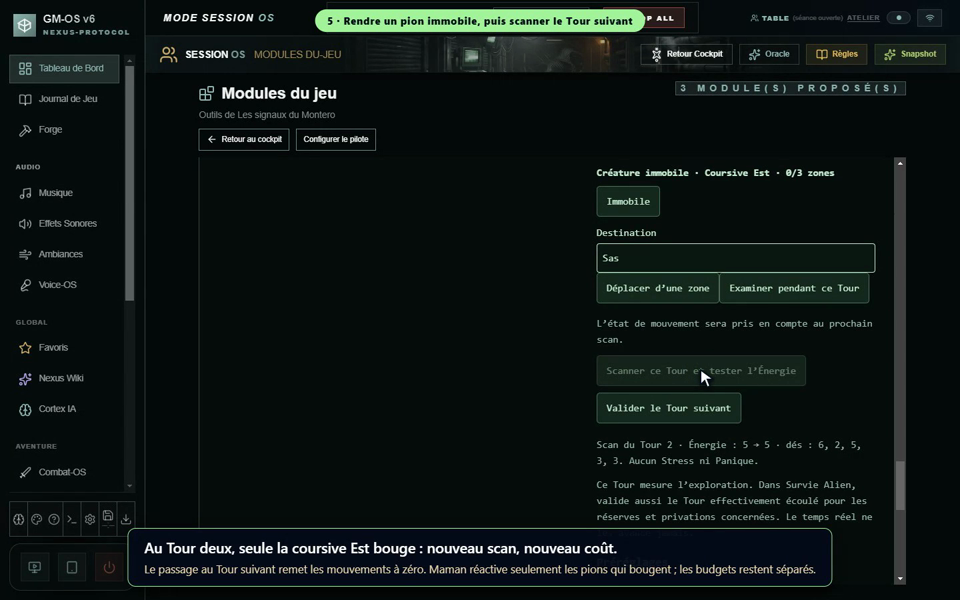 GM-OS v6
NEXUS-PROTOCOL
MODE SESSION OS
5 · Rendre un pion immobile, puis scanner le Tour suivant
P ALL
TABLE (séance ouverte) ATELIER
SESSION OS MODULES DU-JEU
Retour Cockpit
Oracle
Règles
Snapshot
Tableau de Bord
Journal de Jeu
Forge
AUDIO
Musique
Effets Sonores
Ambiances
Voice-OS
GLOBAL
Favoris
Nexus Wiki
Cortex IA
AVENTURE
Combat-OS
Modules du jeu
3 MODULE(S) PROPOSÉ(S)
Outils de Les signaux du Montero
Retour au cockpit
Configurer le pilote
Créature immobile · Coursive Est · 0/3 zones
Immobile
Destination
Sas
Déplacer d’une zone
Examiner pendant ce Tour
L’état de mouvement sera pris en compte au prochain
scan.
Scanner ce Tour et tester l’Énergie
Valider le Tour suivant
Scan du Tour 2 · Énergie : 5 → 5 · dés : 6, 2, 5,
3, 3. Aucun Stress ni Panique.
Ce Tour mesure l’exploration. Dans Survie Alien,
valide aussi le Tour effectivement écoulé pour les
réserves et privations concernées. Le temps réel ne
Au Tour deux, seule la coursive Est bouge : nouveau scan, nouveau coût.
Le passage au Tour suivant remet les mouvements à zéro. Maman réactive seulement les pions qui bougent ; les budgets restent séparés.